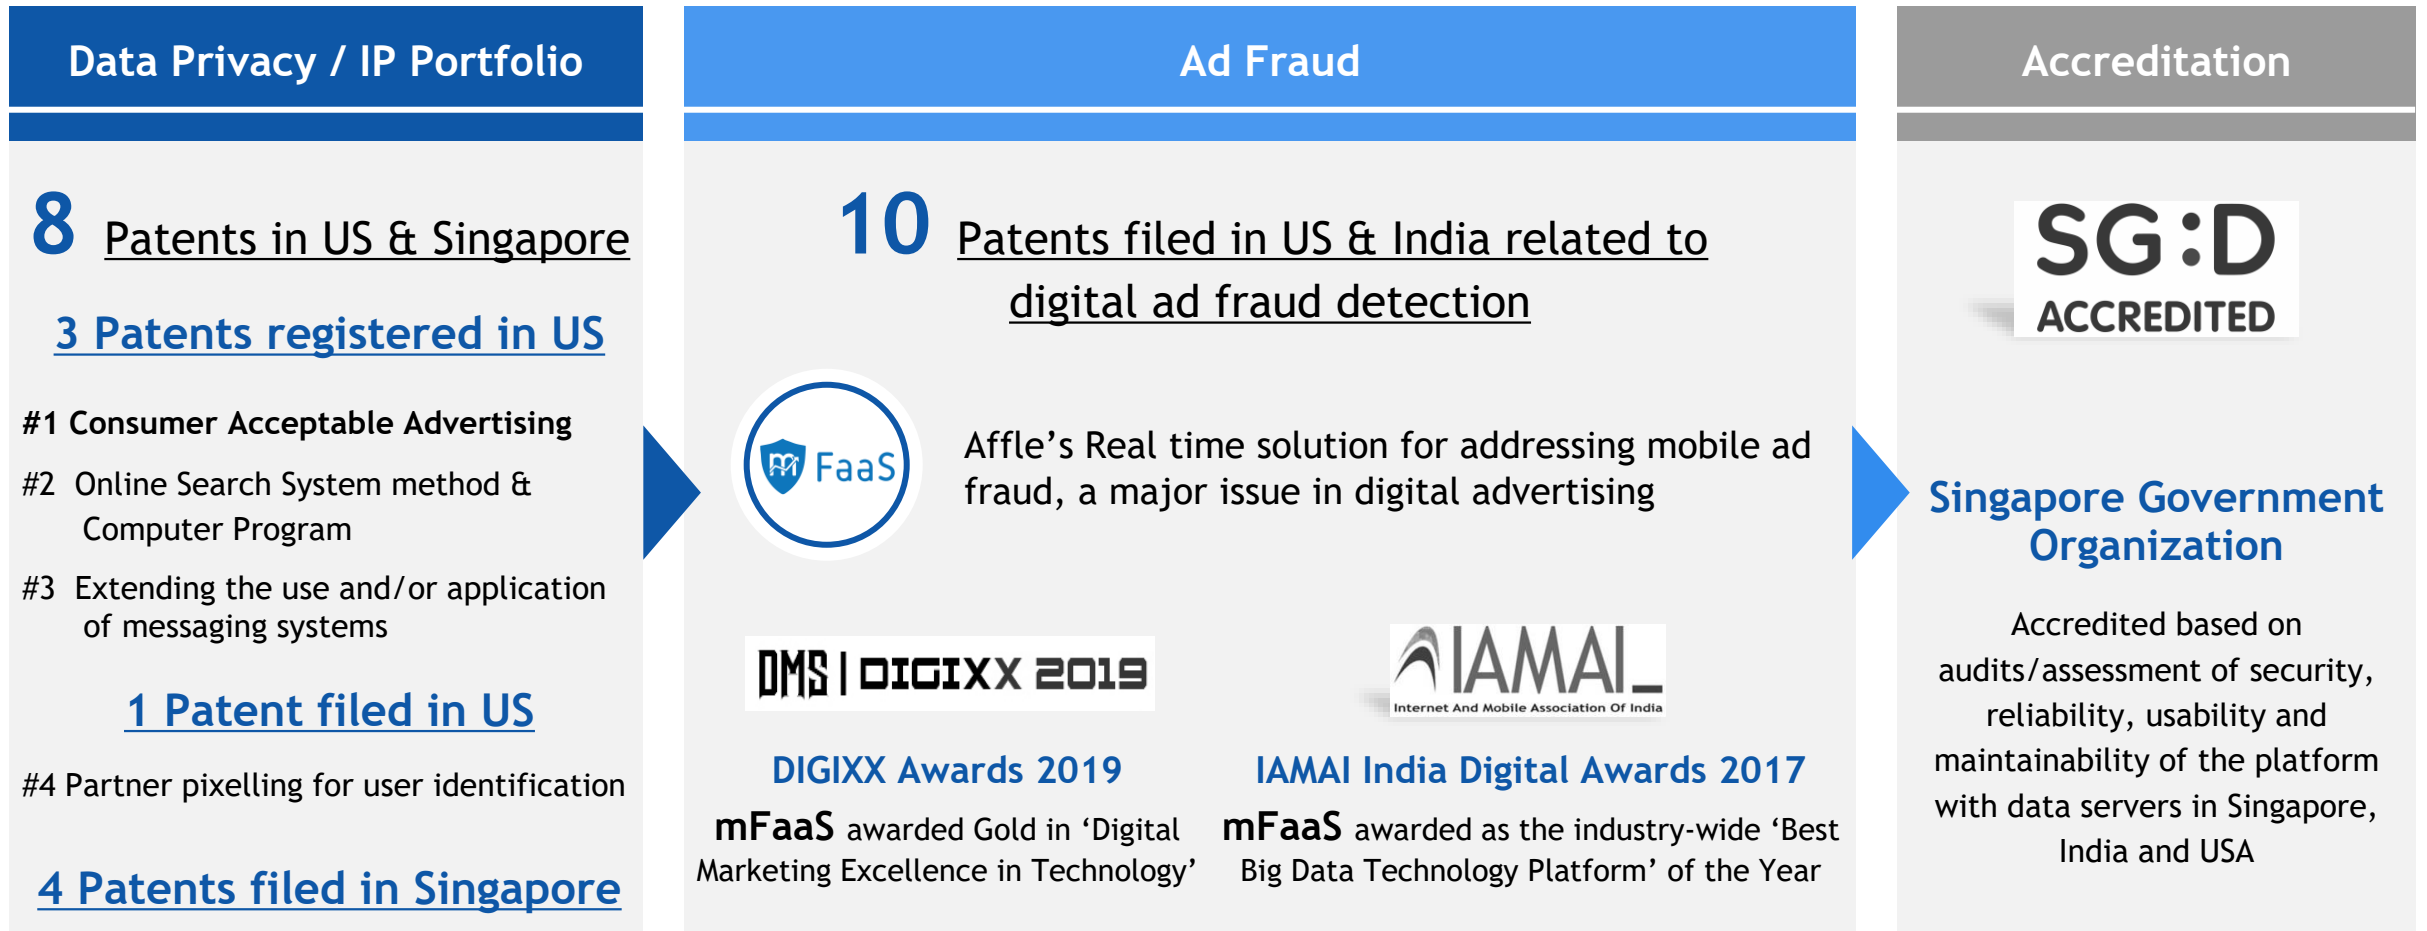 Data Privacy / IP Portfolio
8 Patents in US & Singapore
3 Patents registered in US
#1 Consumer Acceptable Advertising
#2 Online Search System method &
Computer Program
#3 Extending the use and/or application
of messaging systems
1 Patent filed in US
#4 Partner pixelling for user identification
4 Patents filed in Singapore
Ad Fraud
10 Patents filed in US & India related to
digital ad fraud detection
m FaaS
Affle’s Real time solution for addressing mobile ad
fraud, a major issue in digital advertising
DMS | DIGIXX 2019
DIGIXX Awards 2019
mFaaS awarded Gold in ‘Digital
Marketing Excellence in Technology’
IAMAI
Internet And Mobile Association Of India
IAMAI India Digital Awards 2017
mFaaS awarded as the industry-wide ‘Best
Big Data Technology Platform’ of the Year
Accreditation
SG:D
ACCREDITED
Singapore Government
Organization
Accredited based on
audits/assessment of security,
reliability, usability and
maintainability of the platform
with data servers in Singapore,
India and USA